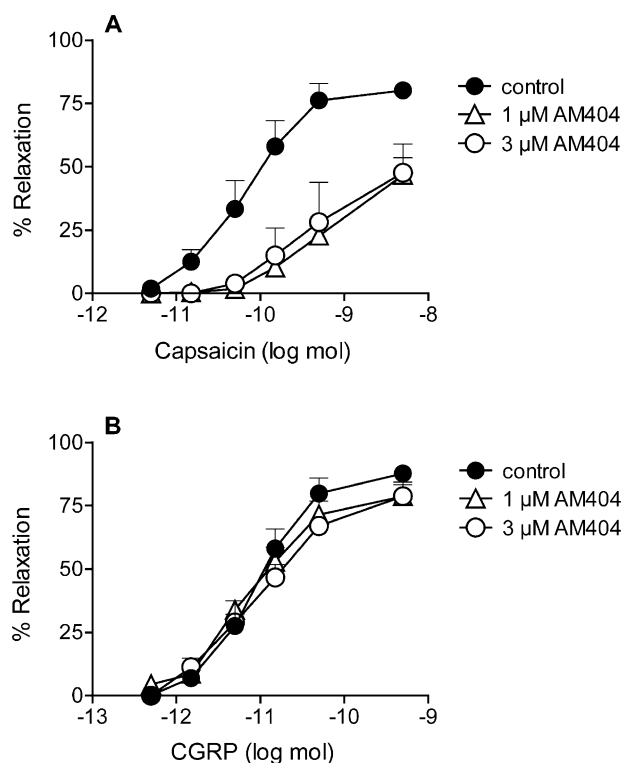 A
100
75
50
25
0
% Relaxation
-12 -11 -10 -9 -8
Capsaicin (log mol)
control
1 µM AM404
3 µM AM404
B
100
75
50
25
0
% Relaxation
-13 -12 -11 -10 -9
CGRP (log mol)
control
1 µM AM404
3 µM AM404